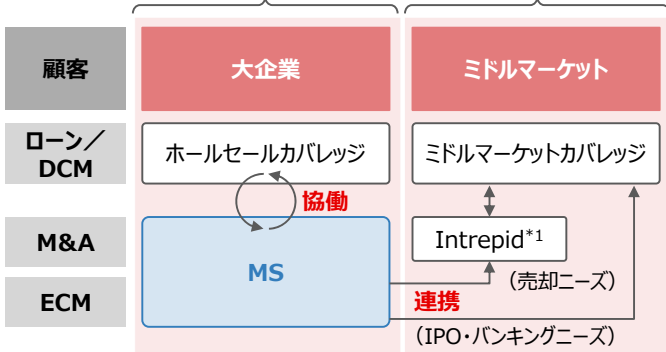 顧客
大企業
ミドルマーケット
ローン／
DCM
ホールセールカバレッジ
ミドルマーケットカバレッジ
協働
M&A
MS
Intrepid*1
（売却ニーズ）
ECM
連携
（IPO・バンキングニーズ）